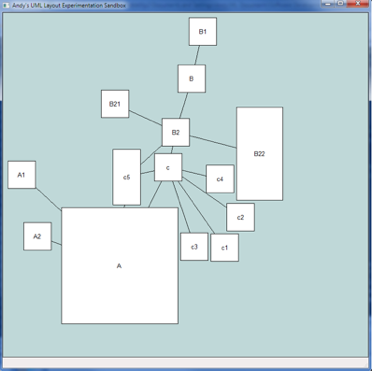 Andy's UML Layout Experimentation Sandbox
B1
B
B21
B2
B22
c
c5
c4
A1
c2
A2
c3
c1
A